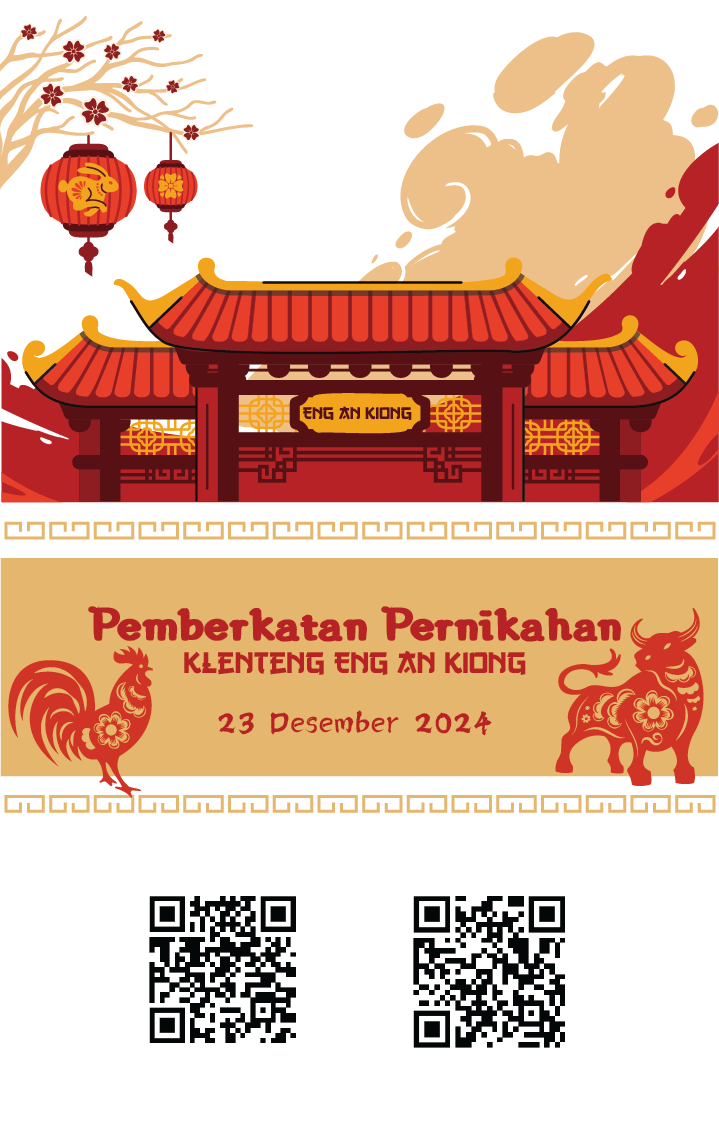 ENG AN KIONG
Pemberkatan Pernikahan
KLENTENG ENG AN KIONG
23 Desember 2024